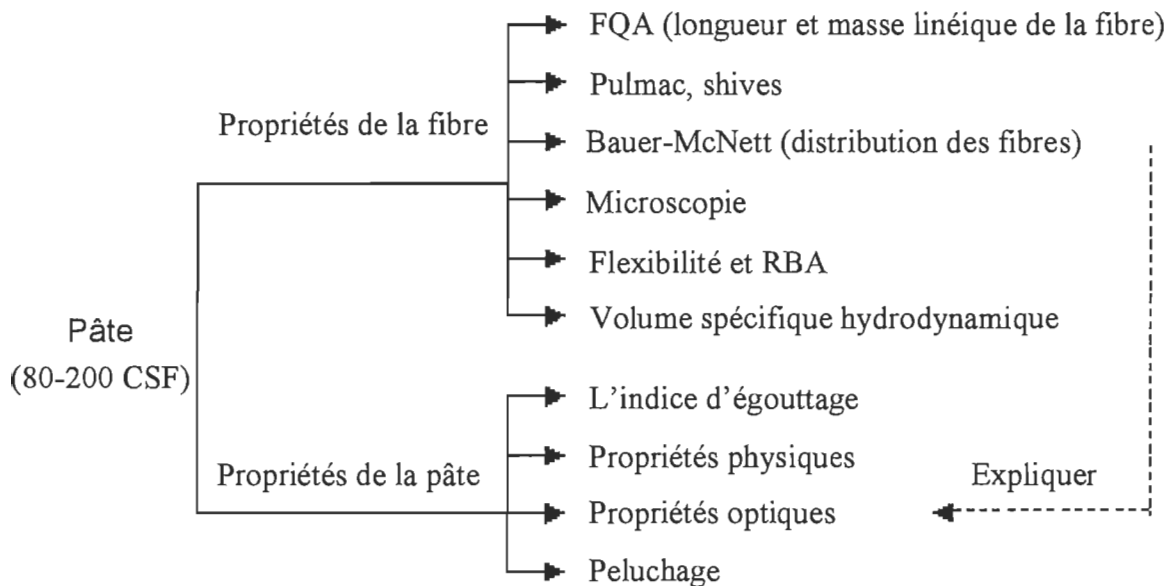 FQA (longueur et masse linéique de la fibre)
Pulmac, shives
Propriétés de la fibre
Bauer-McNett (distribution des fibres)
Microscopie
Flexibilité et RBA
Volume spécifique hydrodynamique
Pâte
(80-200 CSF)
L'indice d'égouttage
Propriétés physiques
Propriétés de la pâte
Expliquer
Propriétés optiques
Peluchage